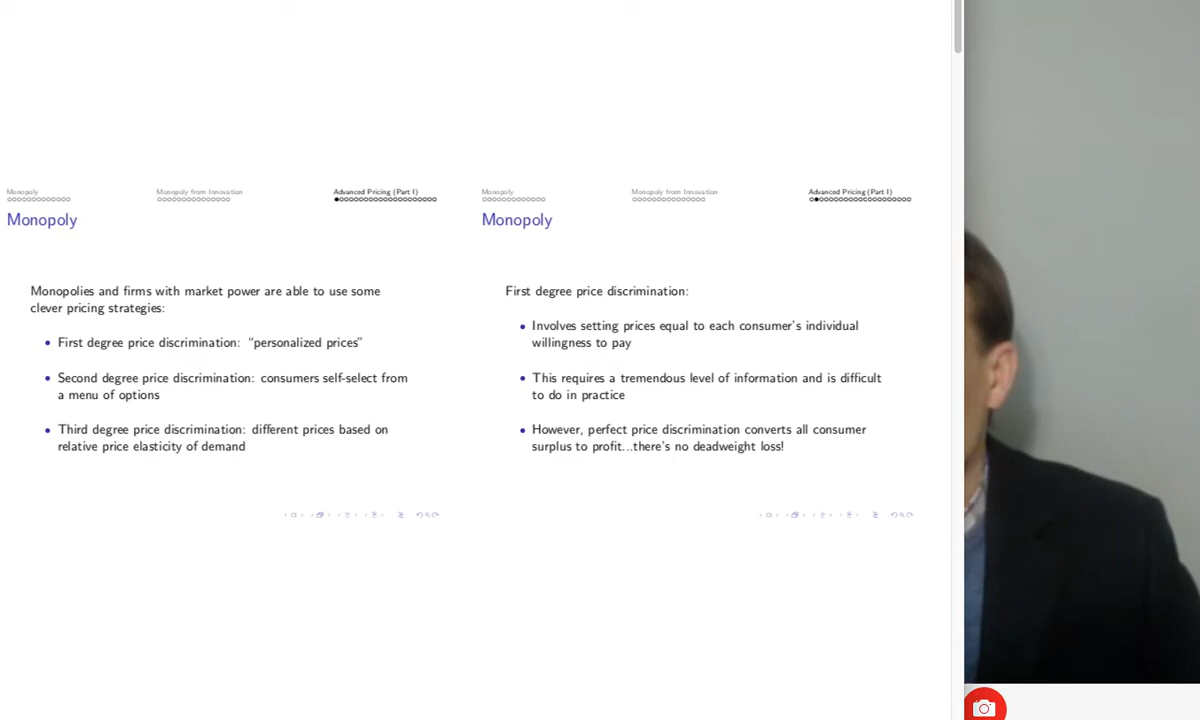 Monopoly
Monopoly from Innovation
Advanced Pricing (Part I)
Monopoly
Monopolies and firms with market power are able to use some
clever pricing strategies:
First degree price discrimination: “personalized prices”
Second degree price discrimination: consumers self-select from
a menu of options
Third degree price discrimination: different prices based on
relative price elasticity of demand
Monopoly
Monopoly from Innovation
Advanced Pricing (Part I)
Monopoly
First degree price discrimination:
Involves setting prices equal to each consumer’s individual
willingness to pay
This requires a tremendous level of information and is difficult
to do in practice
However, perfect price discrimination converts all consumer
surplus to profit...there’s no deadweight loss!